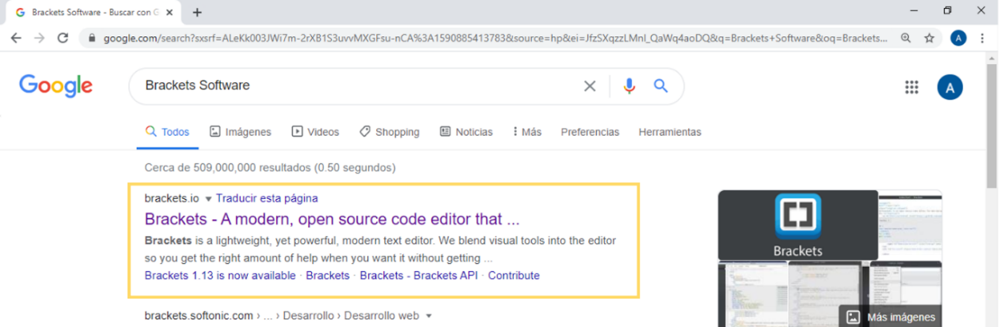 Brackets Software - Buscar con G
google.com/search?sxsrf=ALeKk003JWi7m-2rXB1S3uvvMXGFsu-nCA%3A1590885413783&source=hp&ei=JfzSXqzzLMnI_QaWq4aoDQ&q=Brackets+Software&oq=Brackets...
A
Google
Brackets Software
A
Todos
Imágenes
Videos
Shopping
Noticias
Más
Preferencias
Herramientas
Cerca de 509,000,000 resultados (0.50 segundos)
brackets.io ▼ Traducir esta página
Brackets - A modern, open source code editor that ...
Brackets is a lightweight, yet powerful, modern text editor. We blend visual tools into the editor
so you get the right amount of help when you want it without getting ...
Brackets 1.13 is now available · Brackets · Brackets - Brackets API · Contribute
Brackets
brackets.softonic.com › ... › Desarrollo › Desarrollo web ▼
Más imágenes